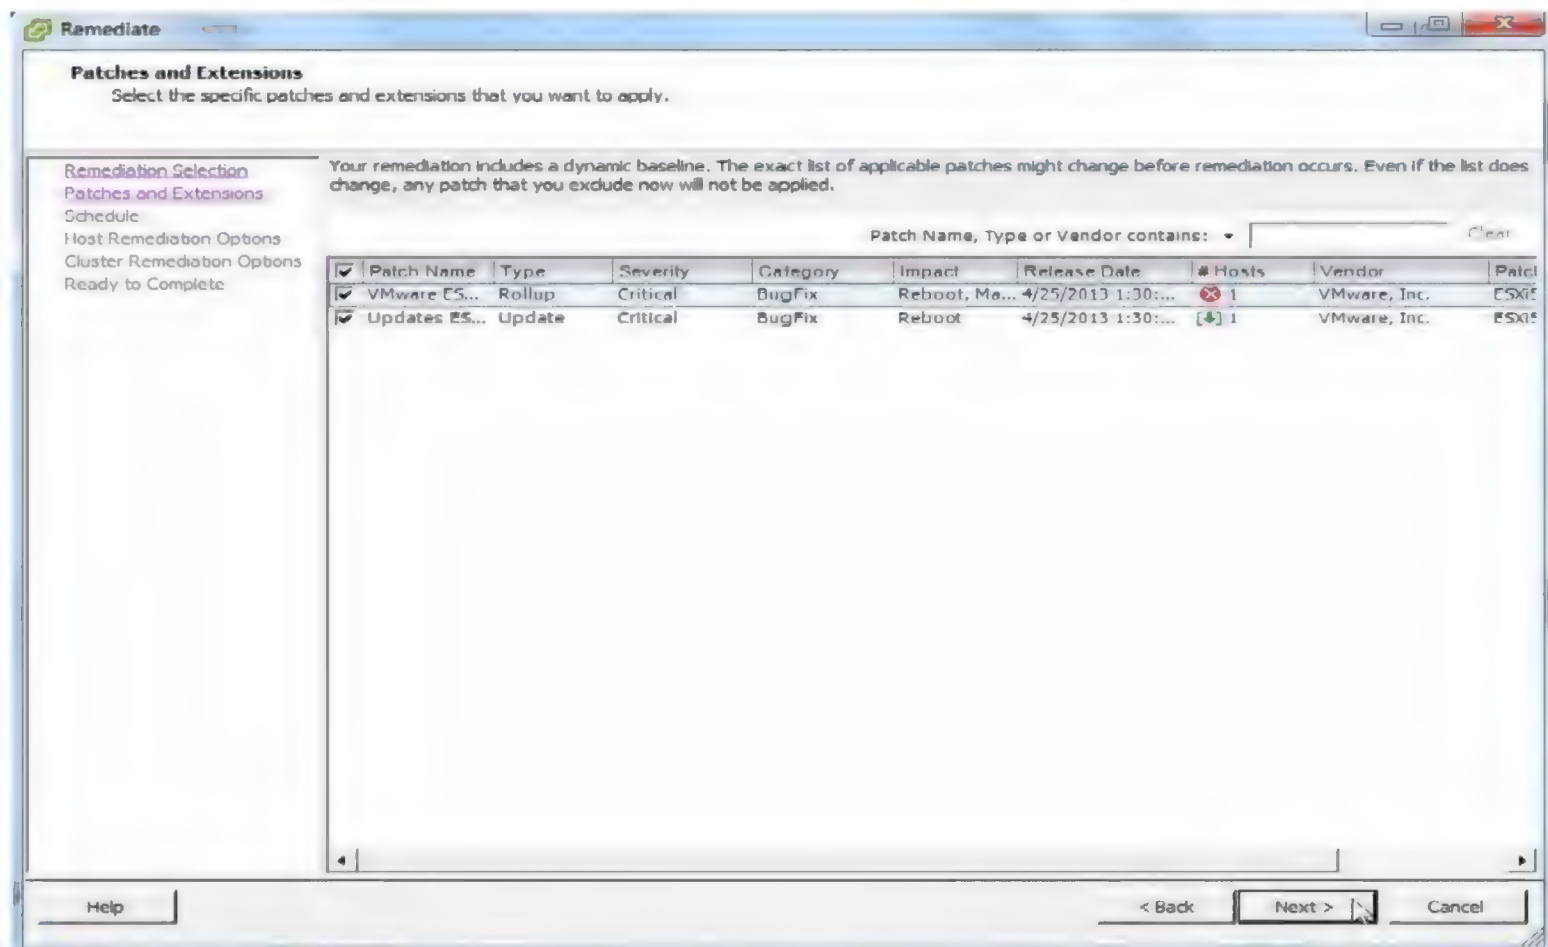 Remediate
Patches and Extensions
Select the specific patches and extensions that you want to apply.
Remediation Selection
Patches and Extensions
Schedule
Host Remediation Options
Cluster Remediation Options
Ready to Complete
Your remediation includes a dynamic baseline. The exact list of applicable patches might change before remediation occurs. Even if the list does
change, any patch that you exclude now will not be applied.
Patch Name, Type or Vendor contains: Clear
Patch Name Type Severity Category Impact Release Date # Hosts Vendor Patc
VMware ES... Rollup Critical BugFix Reboot, Ma... 4/25/2013 1:30:... 1 VMware, Inc. ESXi5
Updates ES... Update Critical BugFix Reboot 4/25/2013 1:30:... 1 VMware, Inc. ESXi5
Help < Back Next > Cancel